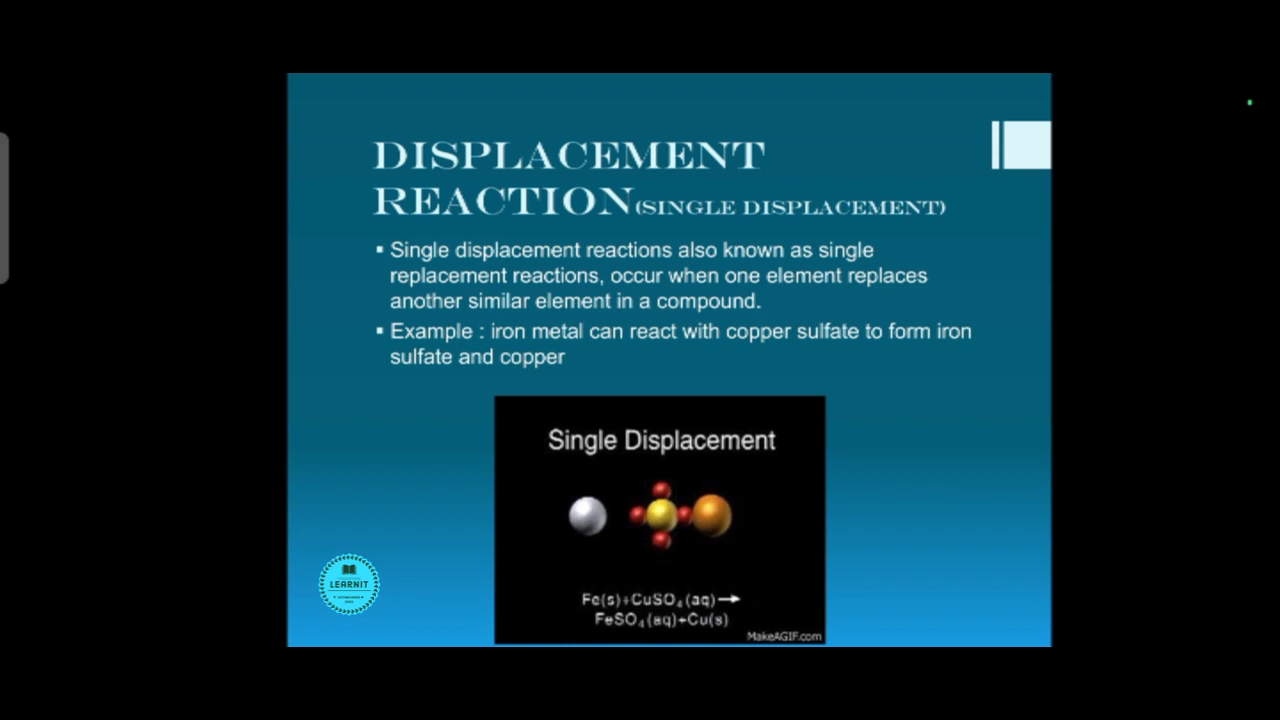 DISPLACEMENT
REACTION(SINGLE DISPLACEMENT)
▪ Single displacement reactions also known as single
replacement reactions, occur when one element replaces
another similar element in a compound.
▪ Example : iron metal can react with copper sulfate to form iron
sulfate and copper
Single Displacement
Fe(s)+CuSO₄(aq)→
FeSO₄(aq)+Cu(s)
MakeAGIF.com
LEARNIT